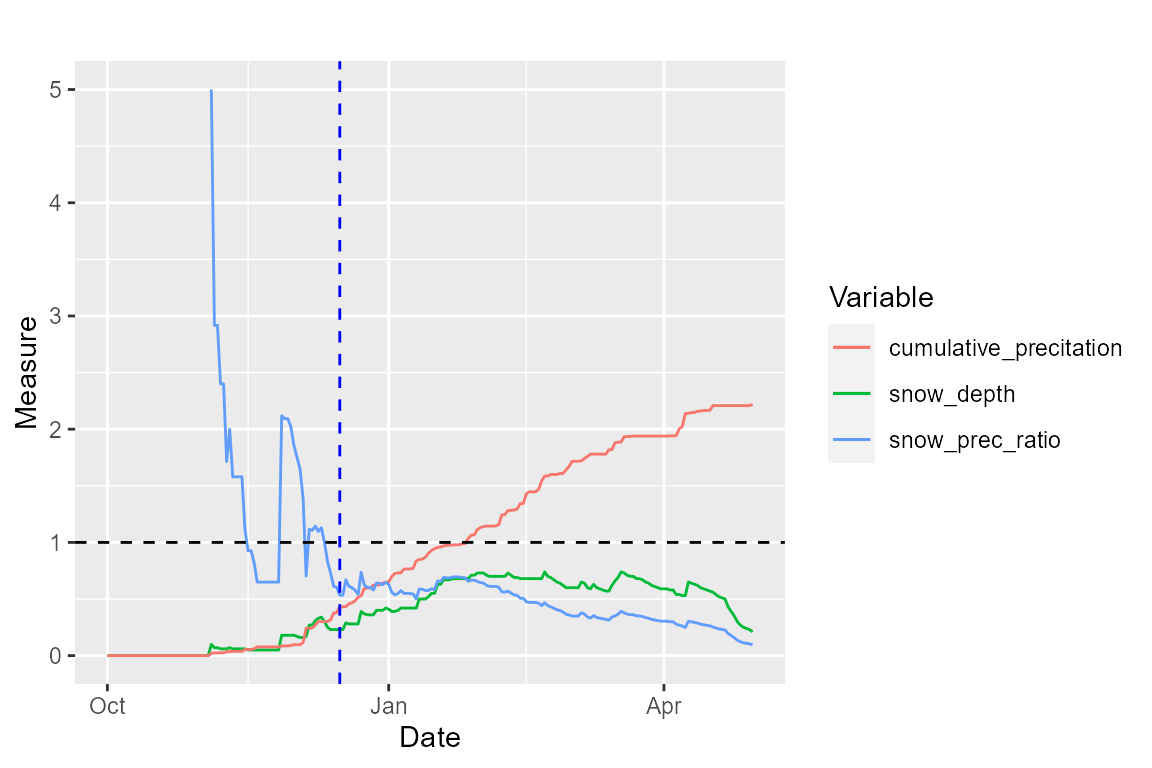 5
4
3
2
1
0
Measure
Oct
Jan
Apr
Date
Variable
cumulative_precitation
snow_depth
snow_prec_ratio